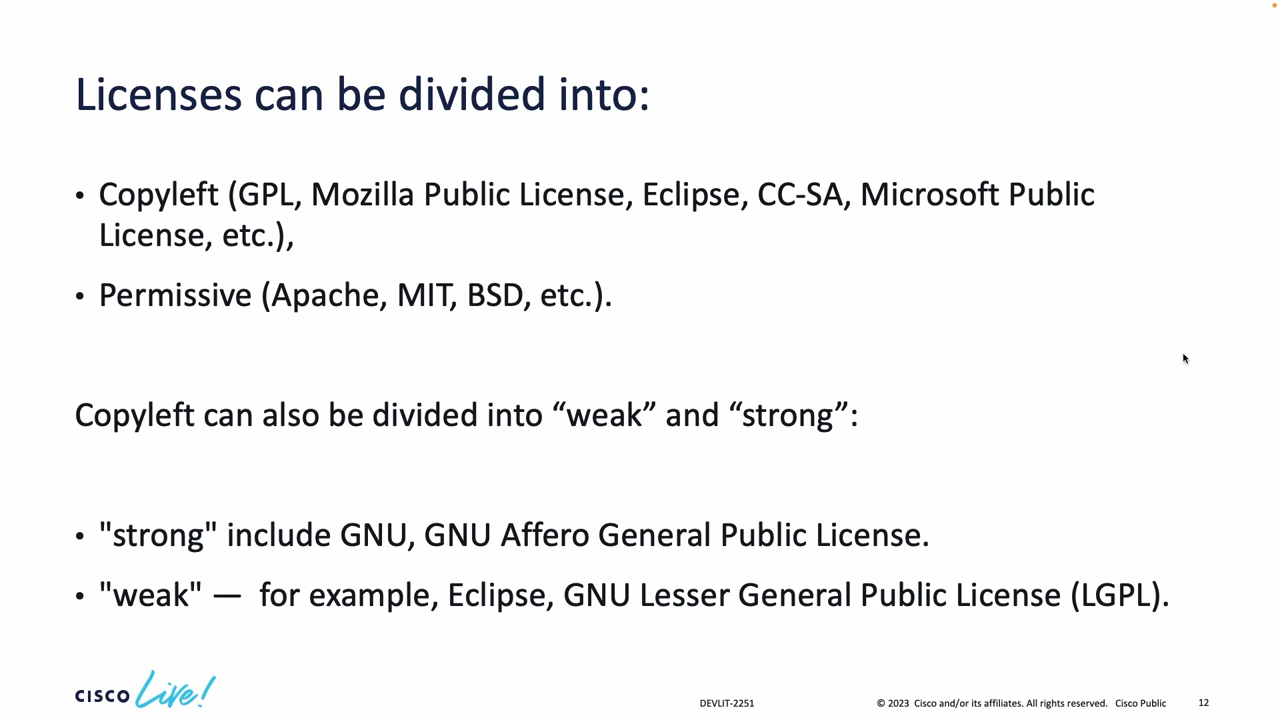 Licenses can be divided into:
• Copyleft (GPL, Mozilla Public License, Eclipse, CC-SA, Microsoft Public
License, etc.),
• Permissive (Apache, MIT, BSD, etc.).
Copyleft can also be divided into “weak” and “strong”:
• "strong" include GNU, GNU Affero General Public License.
• "weak" — for example, Eclipse, GNU Lesser General Public License (LGPL).
CISCO Live!
DEVLIT-2251
© 2023 Cisco and/or its affiliates. All rights reserved. Cisco Public
12